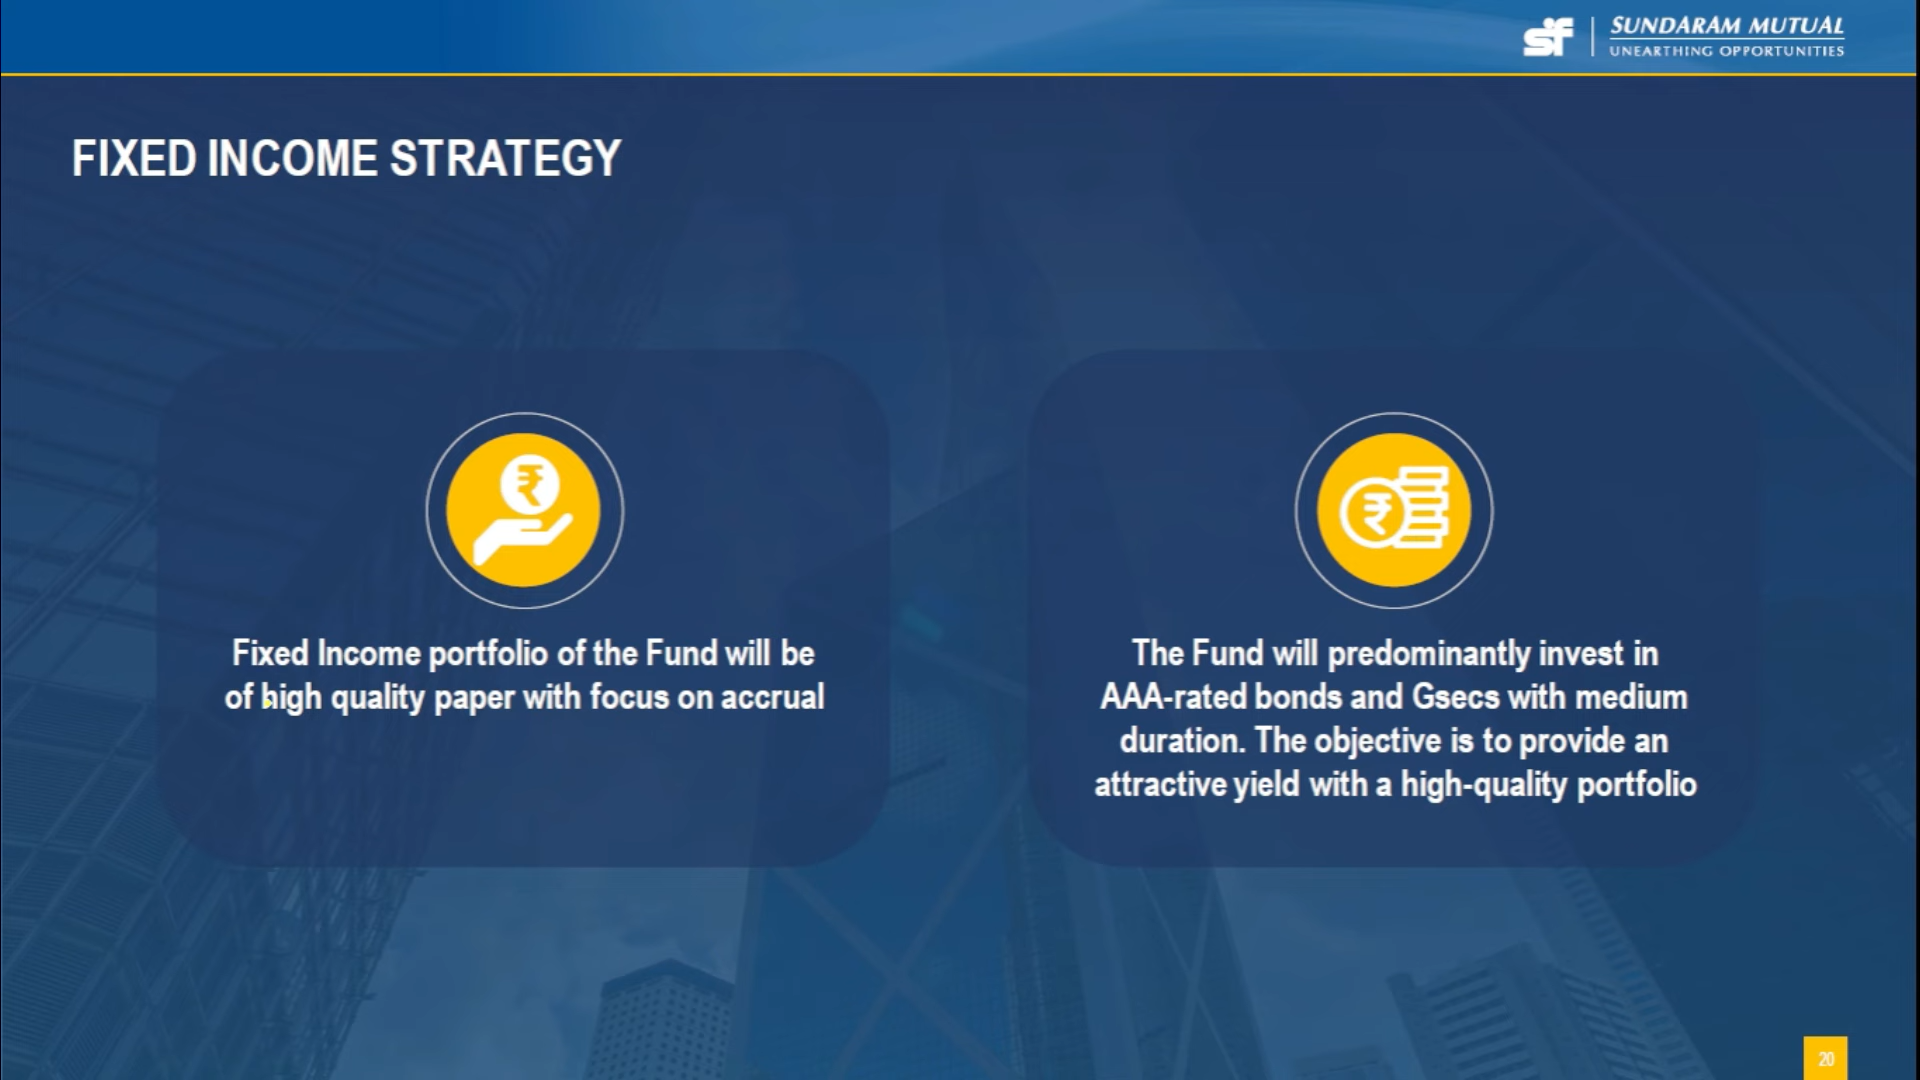 SUNDARAM MUTUAL
UNEARTHING OPPORTUNITIES
FIXED INCOME STRATEGY
Fixed Income portfolio of the Fund will be
of high quality paper with focus on accrual
The Fund will predominantly invest in
AAA-rated bonds and Gsecs with medium
duration. The objective is to provide an
attractive yield with a high-quality portfolio
20